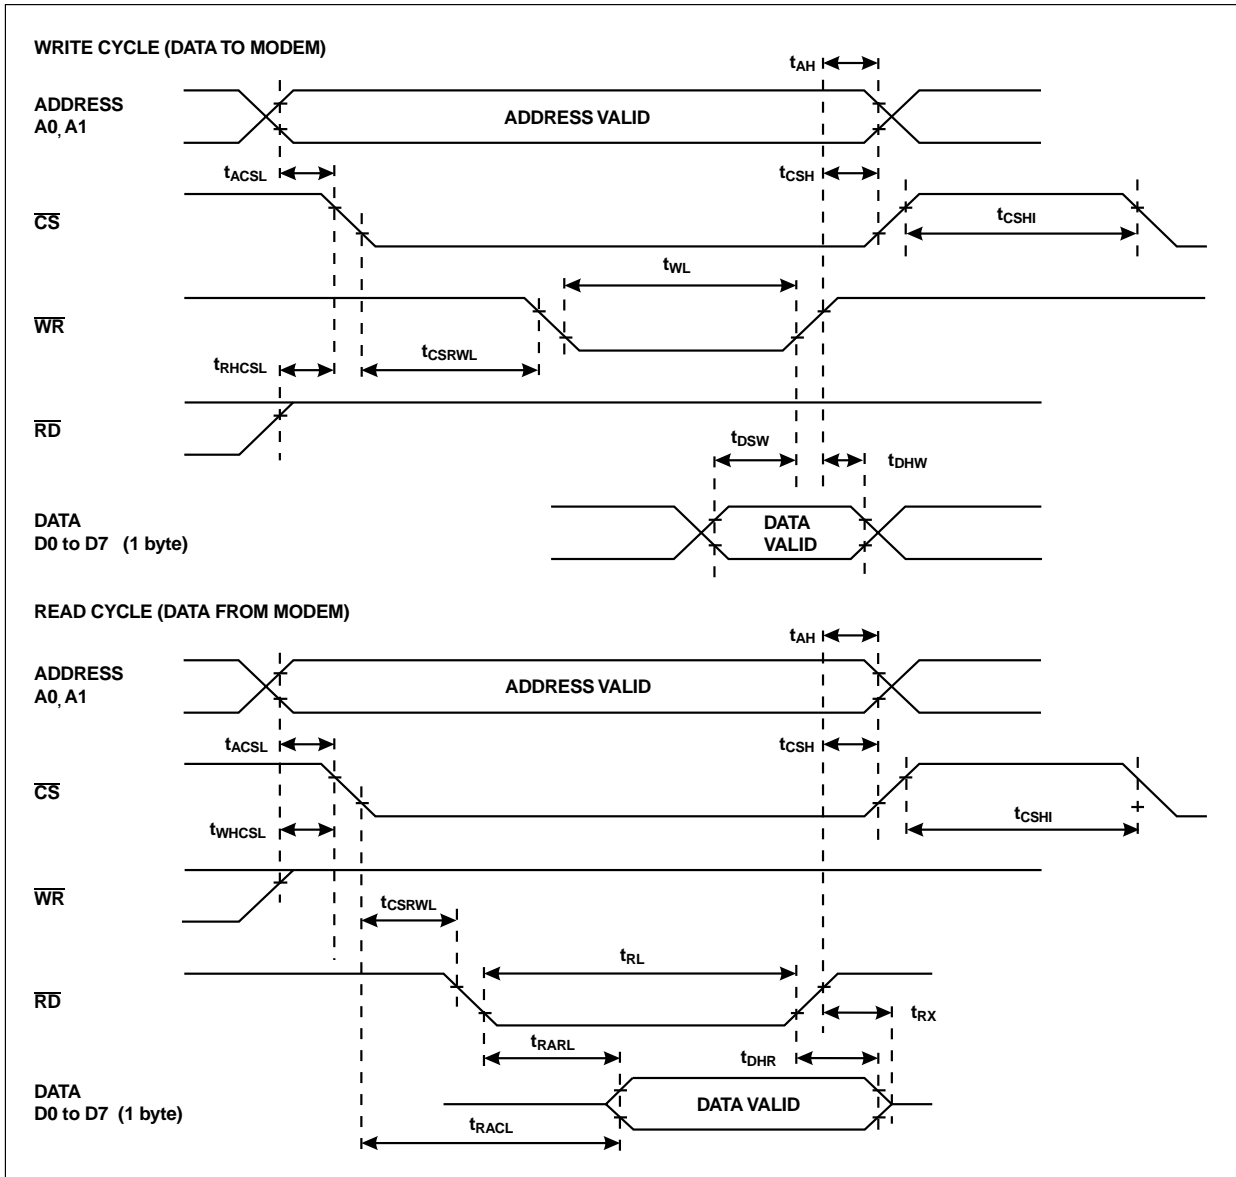 WRITE CYCLE (DATA TO MODEM)
tAH
ADDRESS
A0, A1
ADDRESS VALID
tACSL
tCSH
CS
tCSHI
tWL
WR
tRHCSL
tCSRWL
RD
tDSW
tDHW
DATA
D0 to D7 (1 byte)
DATA
VALID
READ CYCLE (DATA FROM MODEM)
tAH
ADDRESS
A0, A1
ADDRESS VALID
tACSL
tCSH
CS
tCSHI
tWHCSL
WR
tCSRWL
tRL
RD
tRX
tRARL
tDHR
DATA
D0 to D7 (1 byte)
DATA VALID
tRACL